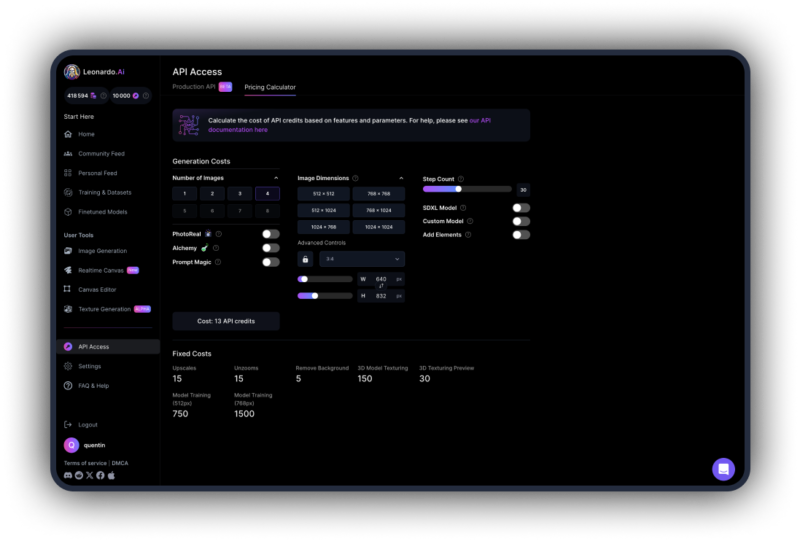 Leonardo.Ai
418594
10000
Start Here
Home
Community Feed
Personal Feed
Training & Datasets
Finetuned Models
User Tools
Image Generation
Realtime Canvas
Canvas Editor
Texture Generation ALPHA
API Access
Settings
FAQ & Help
Logout
Q quentin
Terms of service | DMCA
API Access
Production API
Pricing Calculator
Calculate the cost of API credits based on features and parameters. For help, please see our API
documentation here
Generation Costs
Number of Images
1 2 3 4
5 6 7 8
PhotoReal
Alchemy
Prompt Magic
Image Dimensions
512 × 512 768 × 768
512 × 1024 768 × 1024
1024 × 768 1024 × 1024
Advanced Controls
W 640 px
H 832 px
Step Count
30
SDXL Model
Custom Model
Add Elements
Cost: 13 API credits
Fixed Costs
Upscales
15
Unzooms
15
Remove Background
5
3D Model Texturing
150
3D Texturing Preview
30
Model Training
(512px)
750
Model Training
(768px)
1500